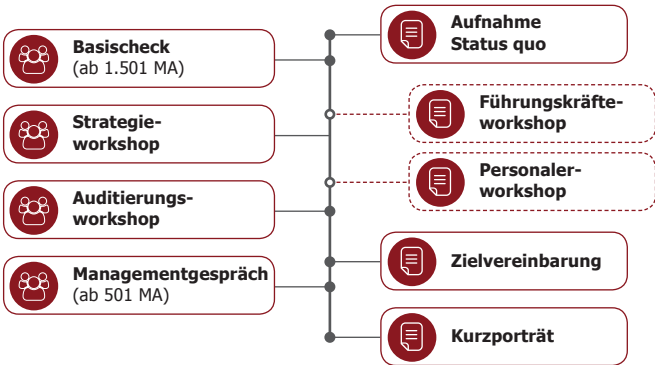 Basischeck
(ab 1.501 MA)
Strategie-
workshop
Auditierungs-
workshop
Managementgespräch
(ab 501 MA)
Aufnahme
Status quo
Führungskräfte-
workshop
Personaler-
workshop
Zielvereinbarung
Kurzporträt